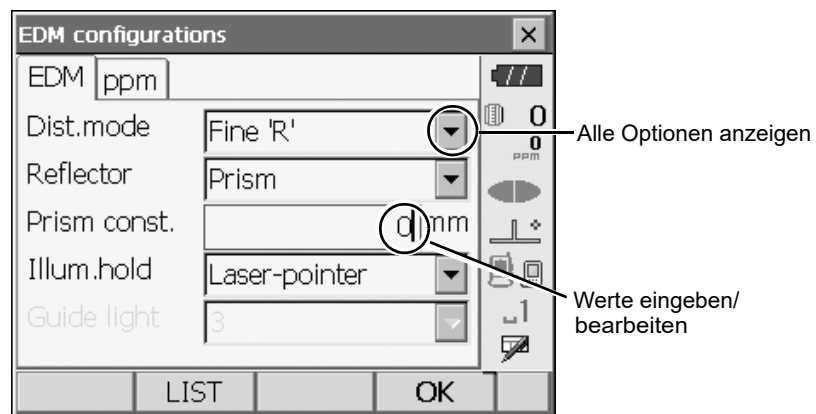 EDM configurations
EDM ppm
Dist.mode Fine 'R'
Reflector Prism
Prism const. 0 mm
Illum.hold Laser-pointer
Guide light 3
LIST OK
0
0
PPM
1
Alle Optionen anzeigen
Werte eingeben/
bearbeiten